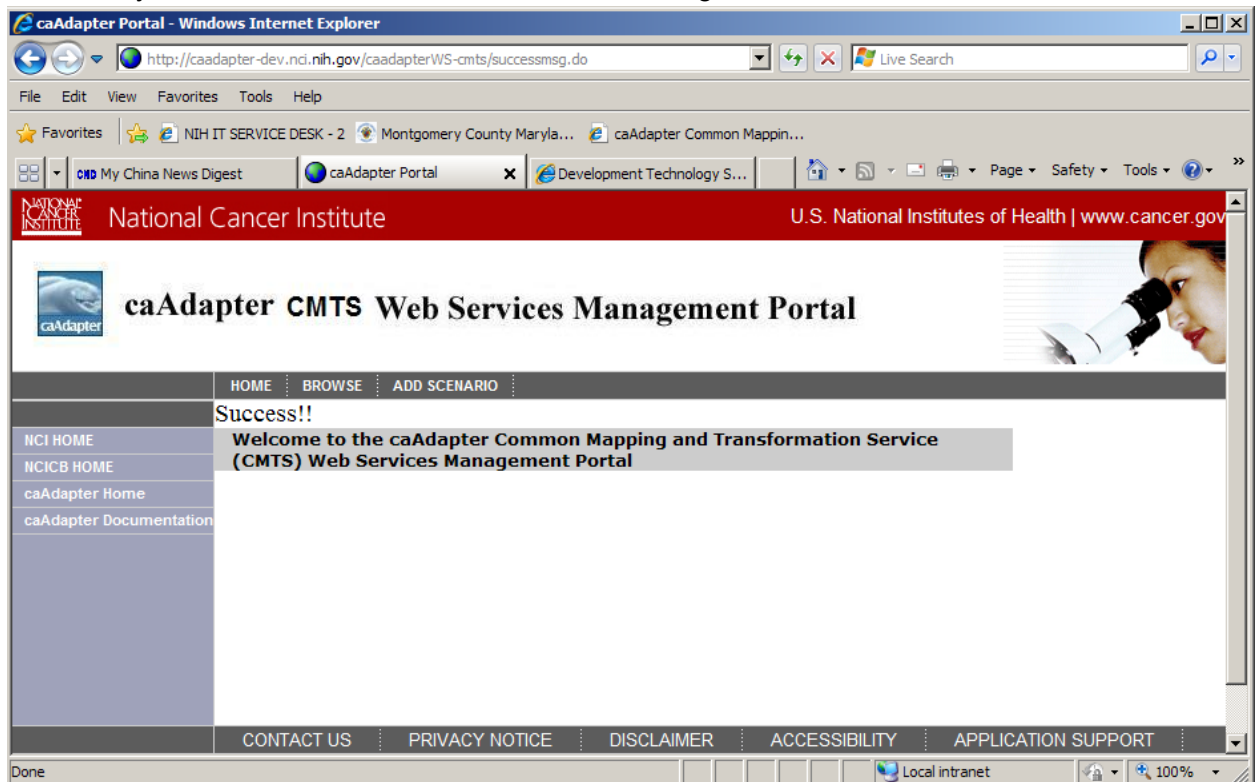 caAdapter Portal - Windows Internet Explorer
http://caadapter-dev.nci.nih.gov/caadapterWS-cmts/successmsg.do
Live Search
File Edit View Favorites Tools Help
Favorites NIH IT SERVICE DESK - 2 Montgomery County Maryla... caAdapter Common Mappin...
CND My China News Digest caAdapter Portal Development Technology S... Page Safety Tools »
NATIONAL CANCER INSTITUTE National Cancer Institute U.S. National Institutes of Health | www.cancer.gov
caAdapter caAdapter CMTS Web Services Management Portal
HOME BROWSE ADD SCENARIO
Success!!
Welcome to the caAdapter Common Mapping and Transformation Service
(CMTS) Web Services Management Portal
NCI HOME
NCICB HOME
caAdapter Home
caAdapter Documentation
CONTACT US PRIVACY NOTICE DISCLAIMER ACCESSIBILITY APPLICATION SUPPORT
Done Local intranet 100%